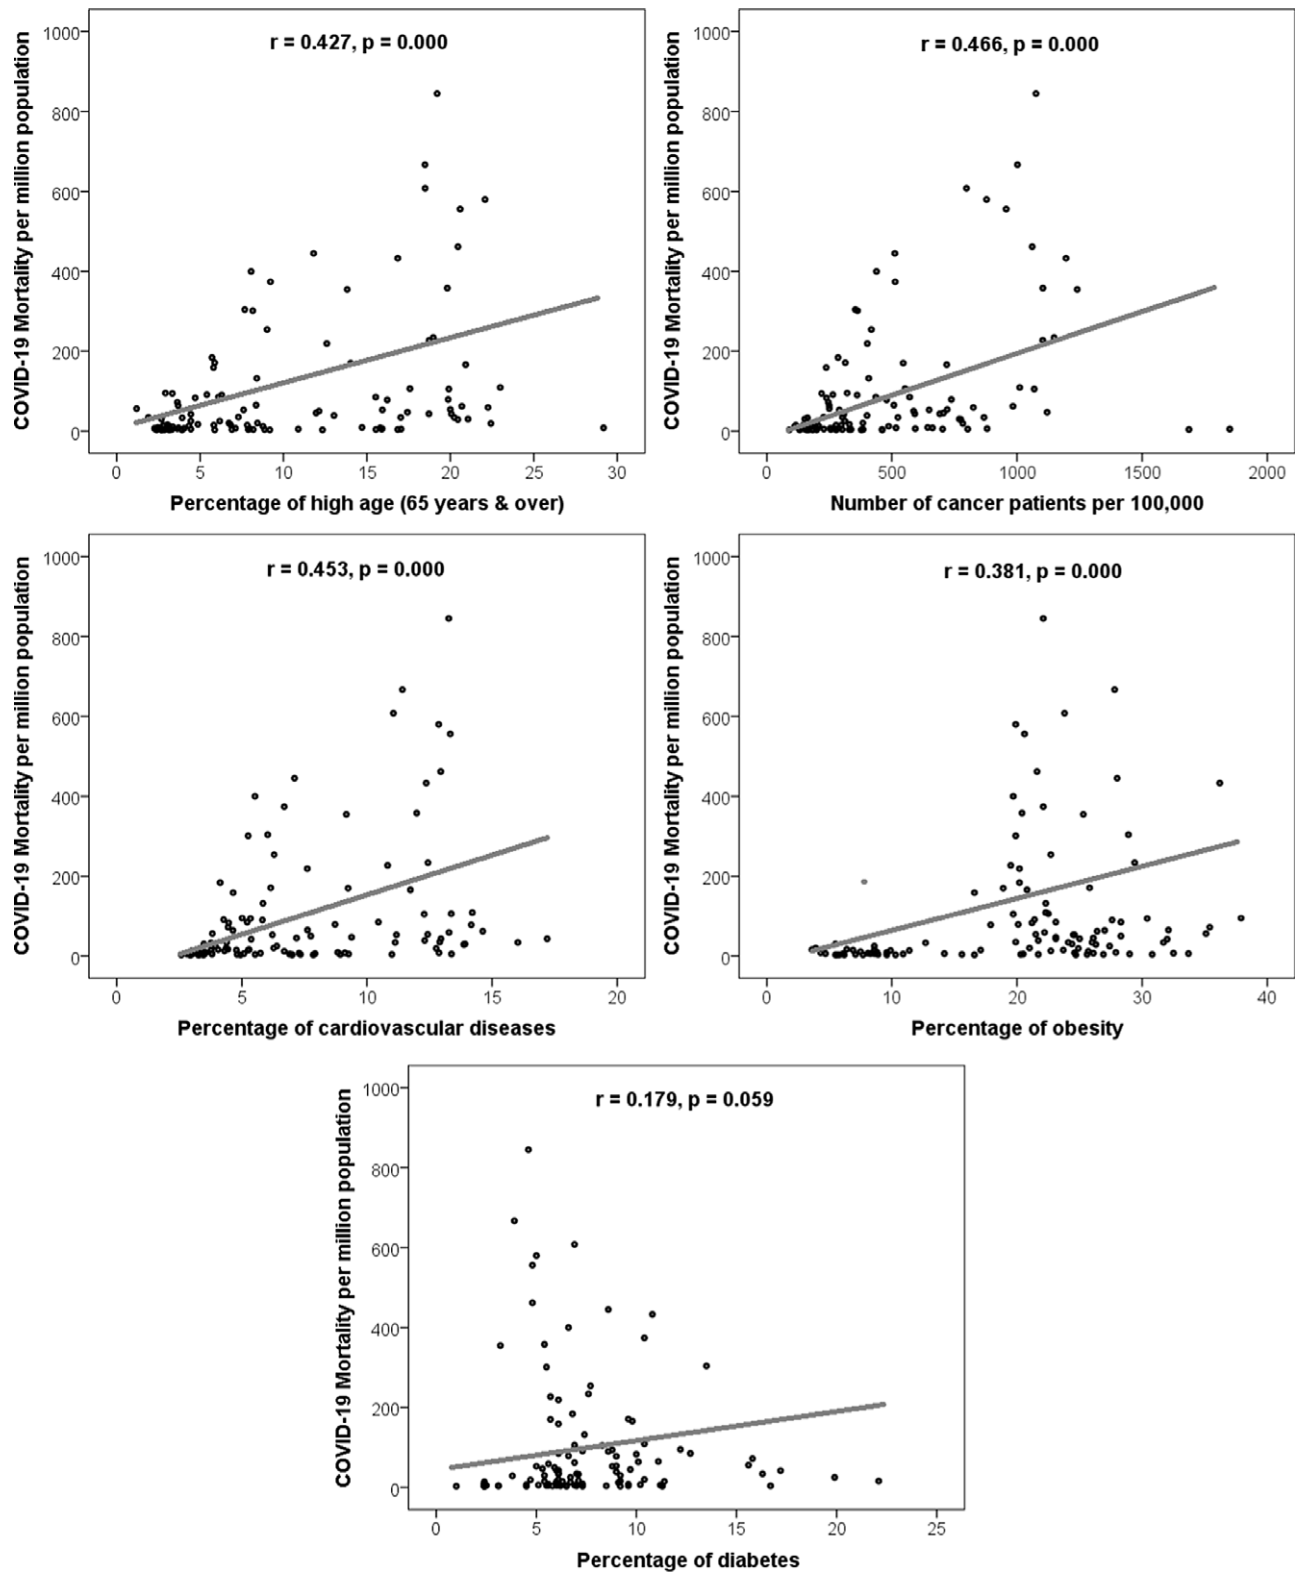 r = 0.427, p = 0.000
COVID-19 Mortality per million population
1000
800
600
400
200
0
0 5 10 15 20 25 30
Percentage of high age (65 years & over)
r = 0.466, p = 0.000
COVID-19 Mortality per million population
1000
800
600
400
200
0
0 500 1000 1500 2000
Number of cancer patients per 100,000
r = 0.453, p = 0.000
COVID-19 Mortality per million population
1000
800
600
400
200
0
0 5 10 15 20
Percentage of cardiovascular diseases
r = 0.381, p = 0.000
COVID-19 Mortality per million population
1000
800
600
400
200
0
0 10 20 30 40
Percentage of obesity
r = 0.179, p = 0.059
COVID-19 Mortality per million population
1000
800
600
400
200
0
0 5 10 15 20 25
Percentage of diabetes